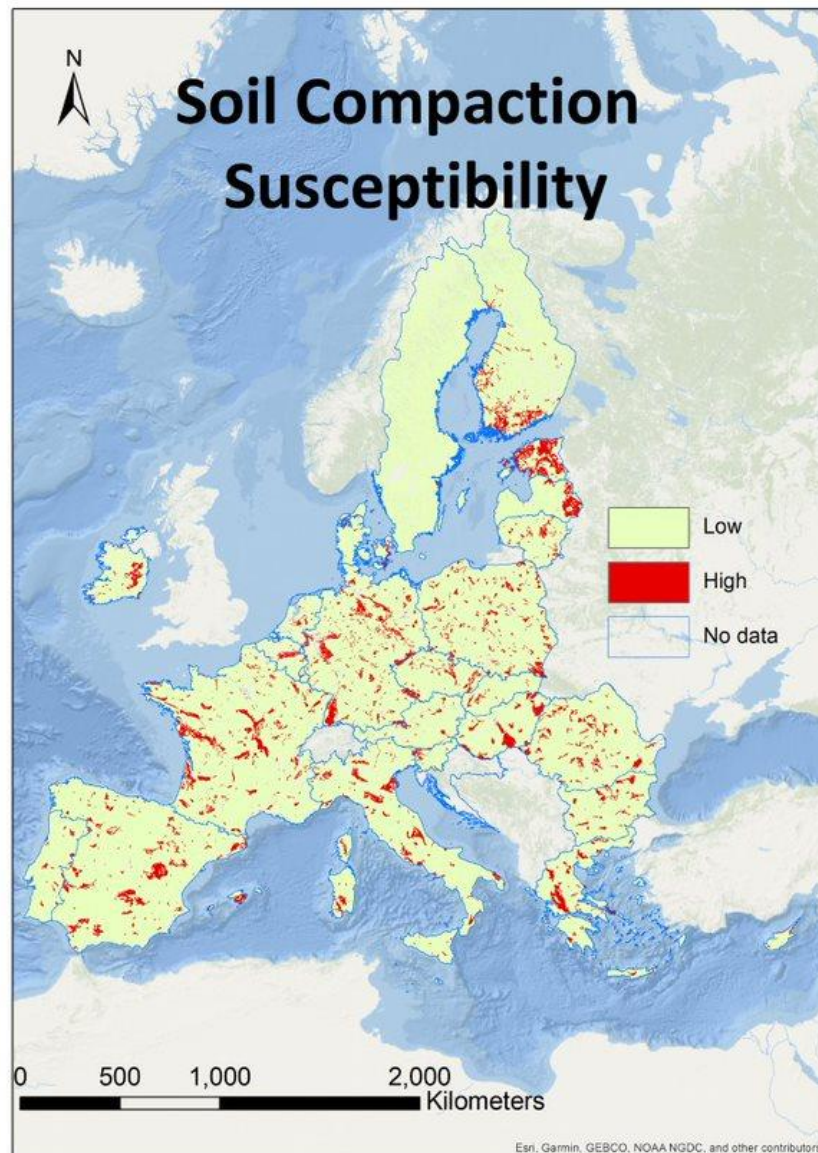 N
Soil Compaction
Susceptibility
Low
High
No data
0 500 1,000 2,000
Kilometers
Esri, Garmin, GEBCO, NOAA NGDC, and other contributors